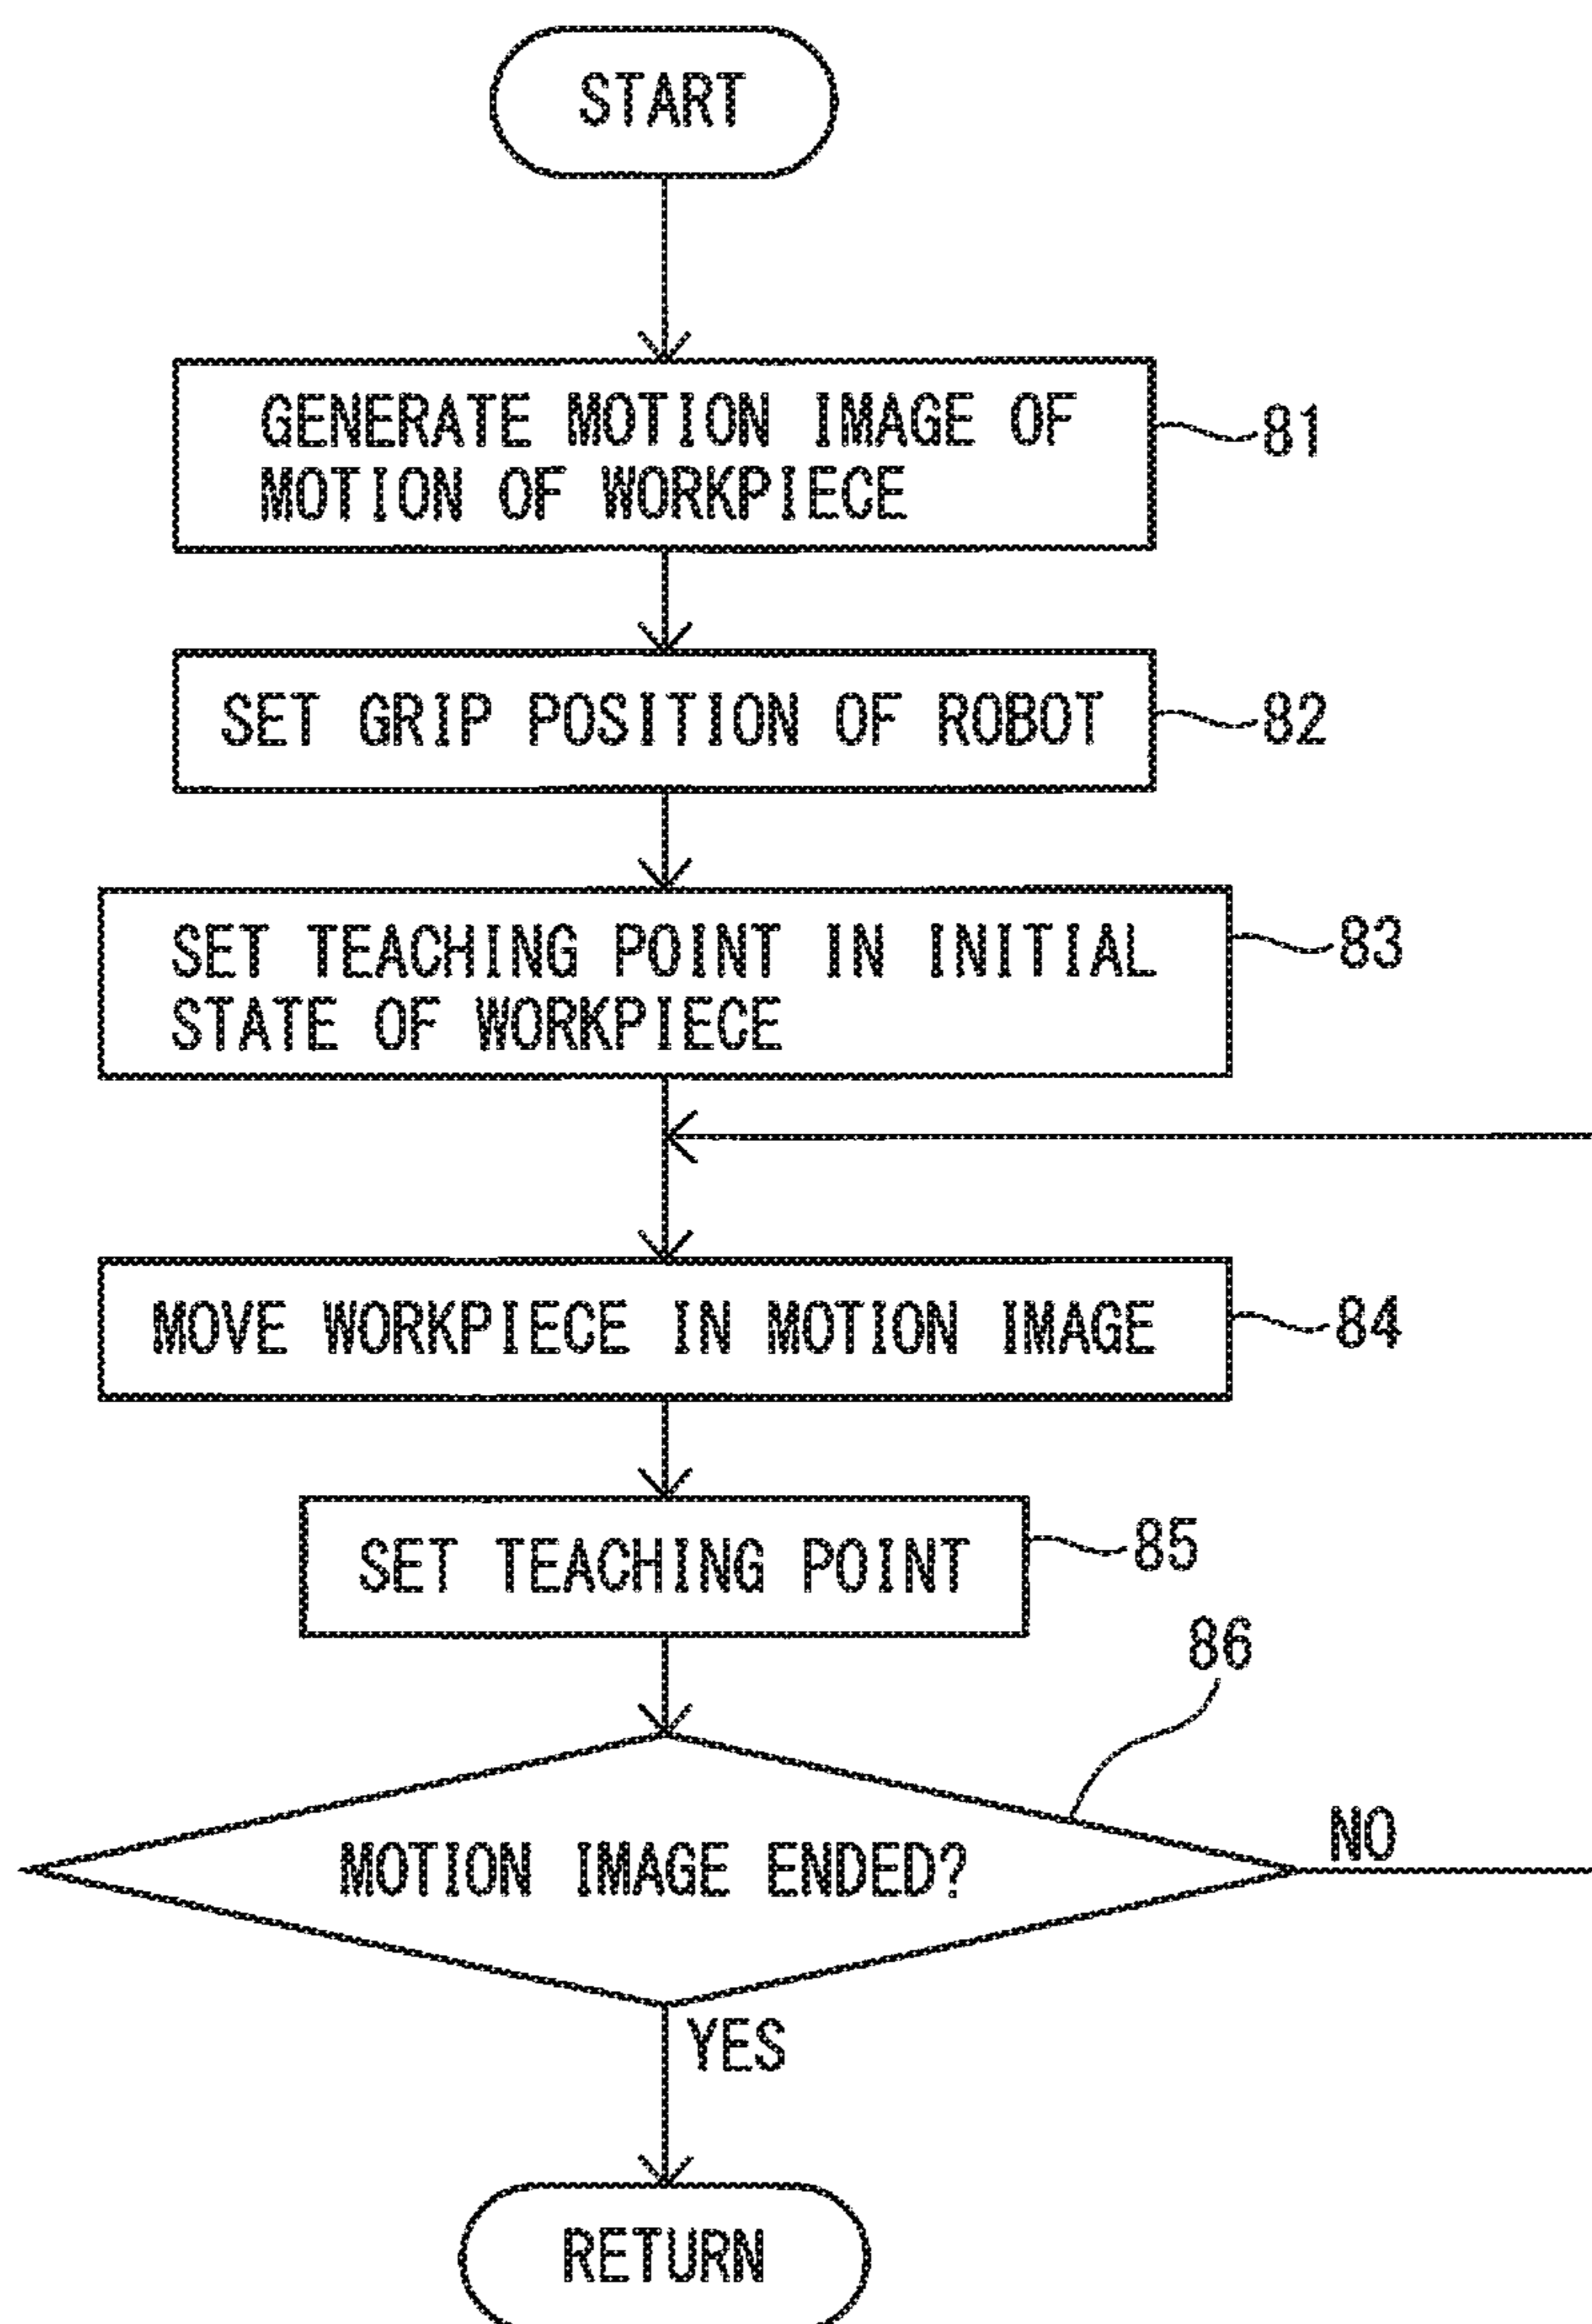 START
GENERATE MOTION IMAGE OF
MOTION OF WORKPIECE
81
SET GRIP POSITION OF ROBOT
82
SET TEACHING POINT IN INITIAL
STATE OF WORKPIECE
83
MOVE WORKPIECE IN MOTION IMAGE
84
SET TEACHING POINT
85
86
MOTION IMAGE ENDED?
NO
YES
RETURN